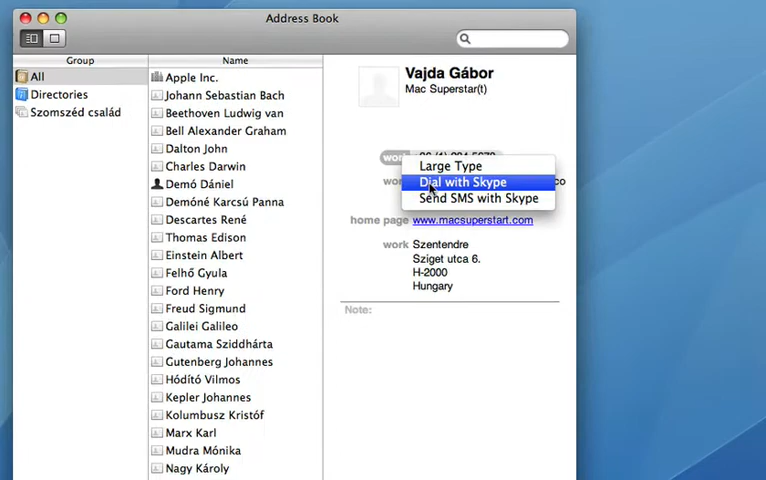 Address Book
Group
All
Directories
Szomszéd család
Name
Apple Inc.
Johann Sebastian Bach
Beethoven Ludwig van
Bell Alexander Graham
Dalton John
Charles Darwin
Demó Dániel
Demóné Karcsú Panna
Descartes René
Thomas Edison
Einstein Albert
Felhő Gyula
Ford Henry
Freud Sigmund
Galilei Galileo
Gautama Sziddhárta
Gutenberg Johannes
Hódító Vilmos
Kepler Johannes
Kolumbusz Kristóf
Marx Karl
Mudra Mónika
Nagy Károly
Vajda Gábor
Mac Superstar(t)
work
Large Type
Dial with Skype
Send SMS with Skype
home page www.macsuperstart.com
work Szentendre
Sziget utca 6.
H-2000
Hungary
Note: